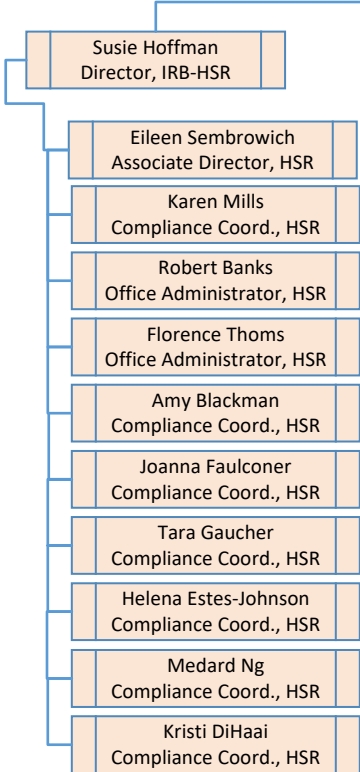 Susie Hoffman
Director, IRB-HSR
Eileen Sembrowich
Associate Director, HSR
Karen Mills
Compliance Coord., HSR
Robert Banks
Office Administrator, HSR
Florence Thoms
Office Administrator, HSR
Amy Blackman
Compliance Coord., HSR
Joanna Faulconer
Compliance Coord., HSR
Tara Gaucher
Compliance Coord., HSR
Helena Estes-Johnson
Compliance Coord., HSR
Medard Ng
Compliance Coord., HSR
Kristi DiHaai
Compliance Coord., HSR